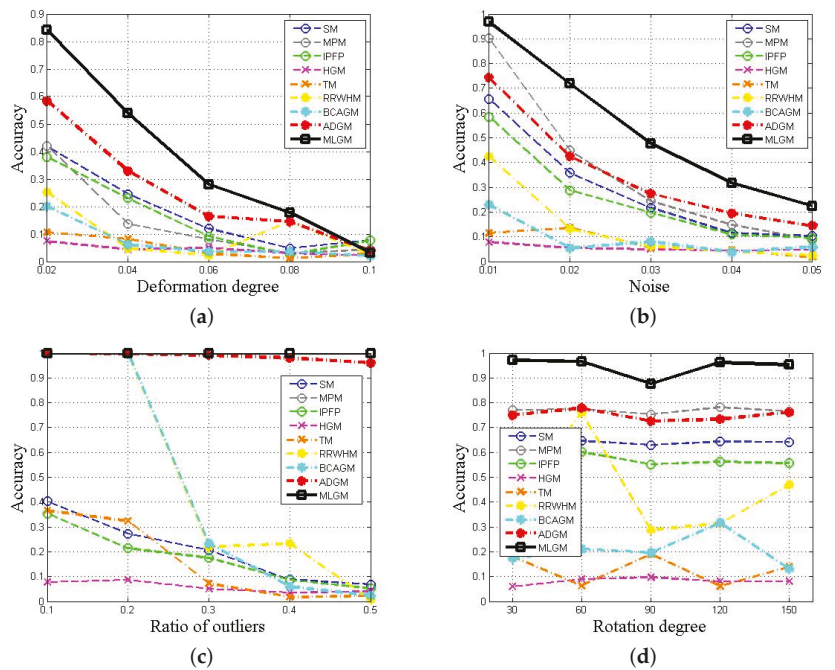 0.9
0.8
0.7
0.6
0.5
0.4
0.3
0.2
0.1
0
Accuracy
0.02 0.04 0.06 0.08 0.1
Deformation degree
SM
MPM
IPFP
HGM
TM
RRWHM
BCAGM
ADGM
MLGM
(a)
1
0.9
0.8
0.7
0.6
0.5
0.4
0.3
0.2
0.1
0
Accuracy
0.01 0.02 0.03 0.04 0.05
Noise
SM
MPM
IPFP
HGM
TM
RRWHM
BCAGM
ADGM
MLGM
(b)
0.9
0.8
0.7
0.6
0.5
0.4
0.3
0.2
0.1
0
Accuracy
0.1 0.2 0.3 0.4 0.5
Ratio of outliers
SM
MPM
IPFP
HGM
TM
RRWHM
BCAGM
ADGM
MLGM
(c)
1
0.9
0.8
0.7
0.6
0.5
0.4
0.3
0.2
0.1
0
Accuracy
30 60 90 120 150
Rotation degree
SM
MPM
IPFP
HGM
TM
RRWHM
BCAGM
ADGM
MLGM
(d)